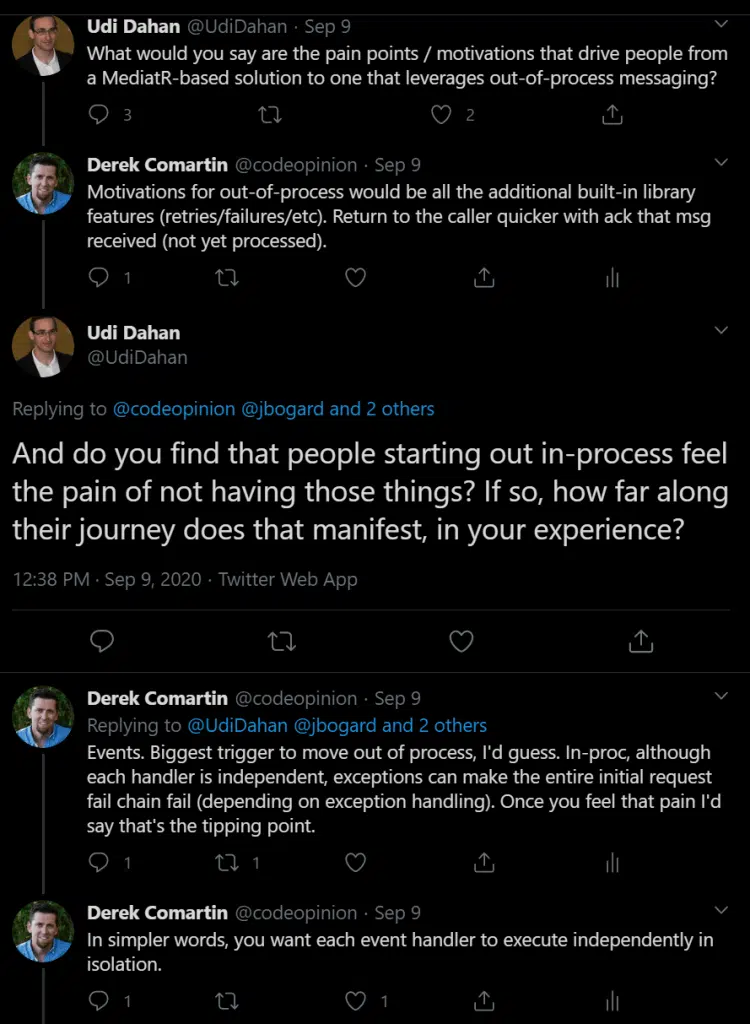 Udi Dahan @UdiDahan · Sep 9
What would you say are the pain points / motivations that drive people from
a MediatR-based solution to one that leverages out-of-process messaging?
3 2
Derek Comartin @codeopinion · Sep 9
Motivations for out-of-process would be all the additional built-in library
features (retries/failures/etc). Return to the caller quicker with ack that msg
received (not yet processed).
1
Udi Dahan
@UdiDahan
Replying to @codeopinion @jbogard and 2 others
And do you find that people starting out in-process feel
the pain of not having those things? If so, how far along
their journey does that manifest, in your experience?
12:38 PM · Sep 9, 2020 · Twitter Web App
Derek Comartin @codeopinion · Sep 9
Replying to @UdiDahan @jbogard and 2 others
Events. Biggest trigger to move out of process, I'd guess. In-proc, although
each handler is independent, exceptions can make the entire initial request
fail chain fail (depending on exception handling). Once you feel that pain I'd
say that's the tipping point.
1 1
Derek Comartin @codeopinion · Sep 9
In simpler words, you want each event handler to execute independently in
isolation.
1 1